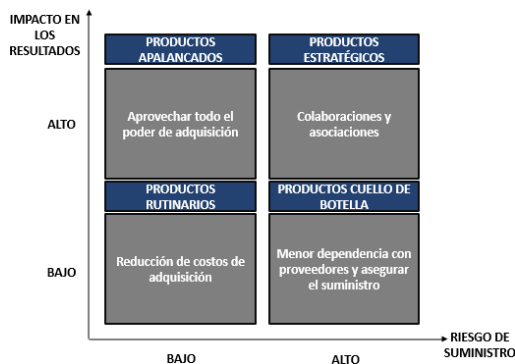 IMPACTO EN
LOS
RESULTADOS
PRODUCTOS
APALANCADOS
PRODUCTOS
ESTRATÉGICOS
ALTO
Aprovechar todo el
poder de adquisición
Colaboraciones y
asociaciones
PRODUCTOS
RUTINARIOS
PRODUCTOS CUELLO DE
BOTELLA
BAJO
Reducción de costos de
adquisición
Menor dependencia con
proveedores y asegurar
el suministro
RIESGO DE
SUMINISTRO
BAJO
ALTO